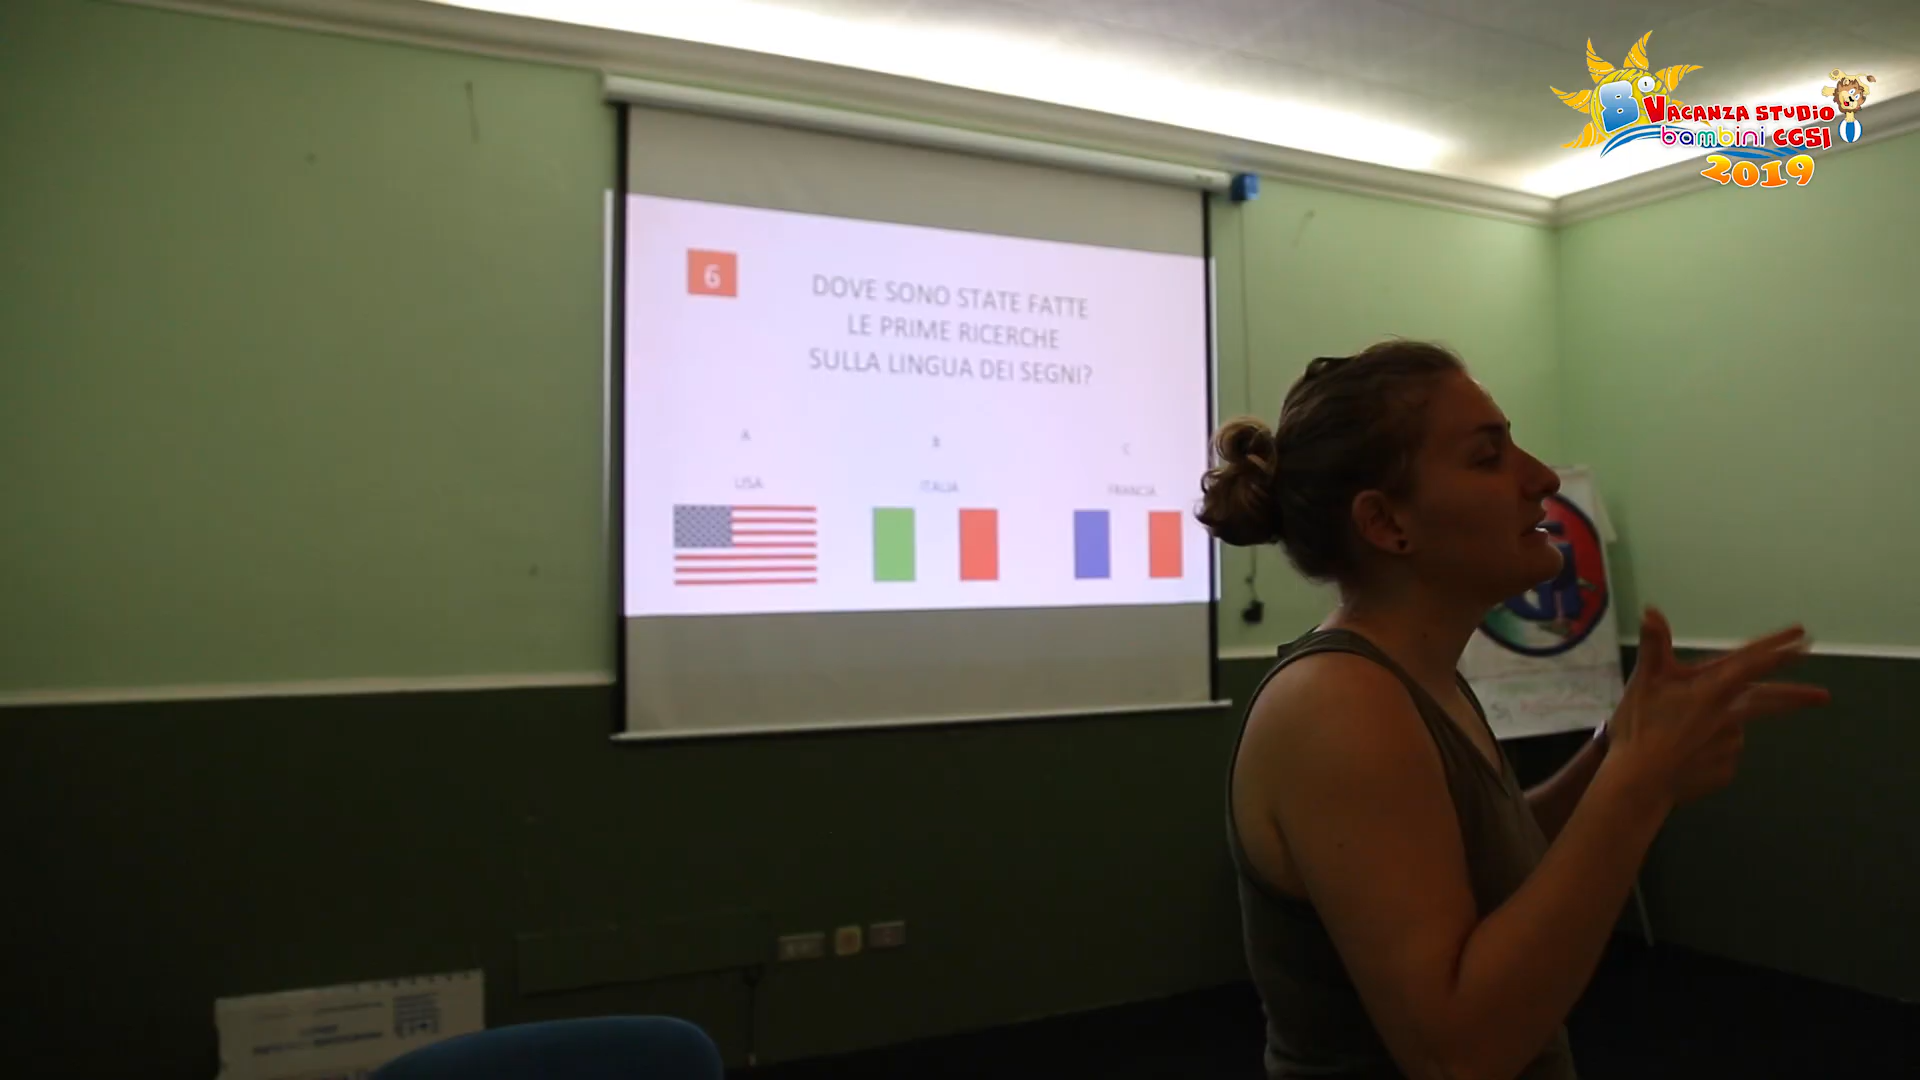 8° VACANZA STUDIO
bambini CGSI
2019
6
DOVE SONO STATE FATTE
LE PRIME RICERCHE
SULLA LINGUA DEI SEGNI?
A
B
C
USA
ITALIA
FRANCIA